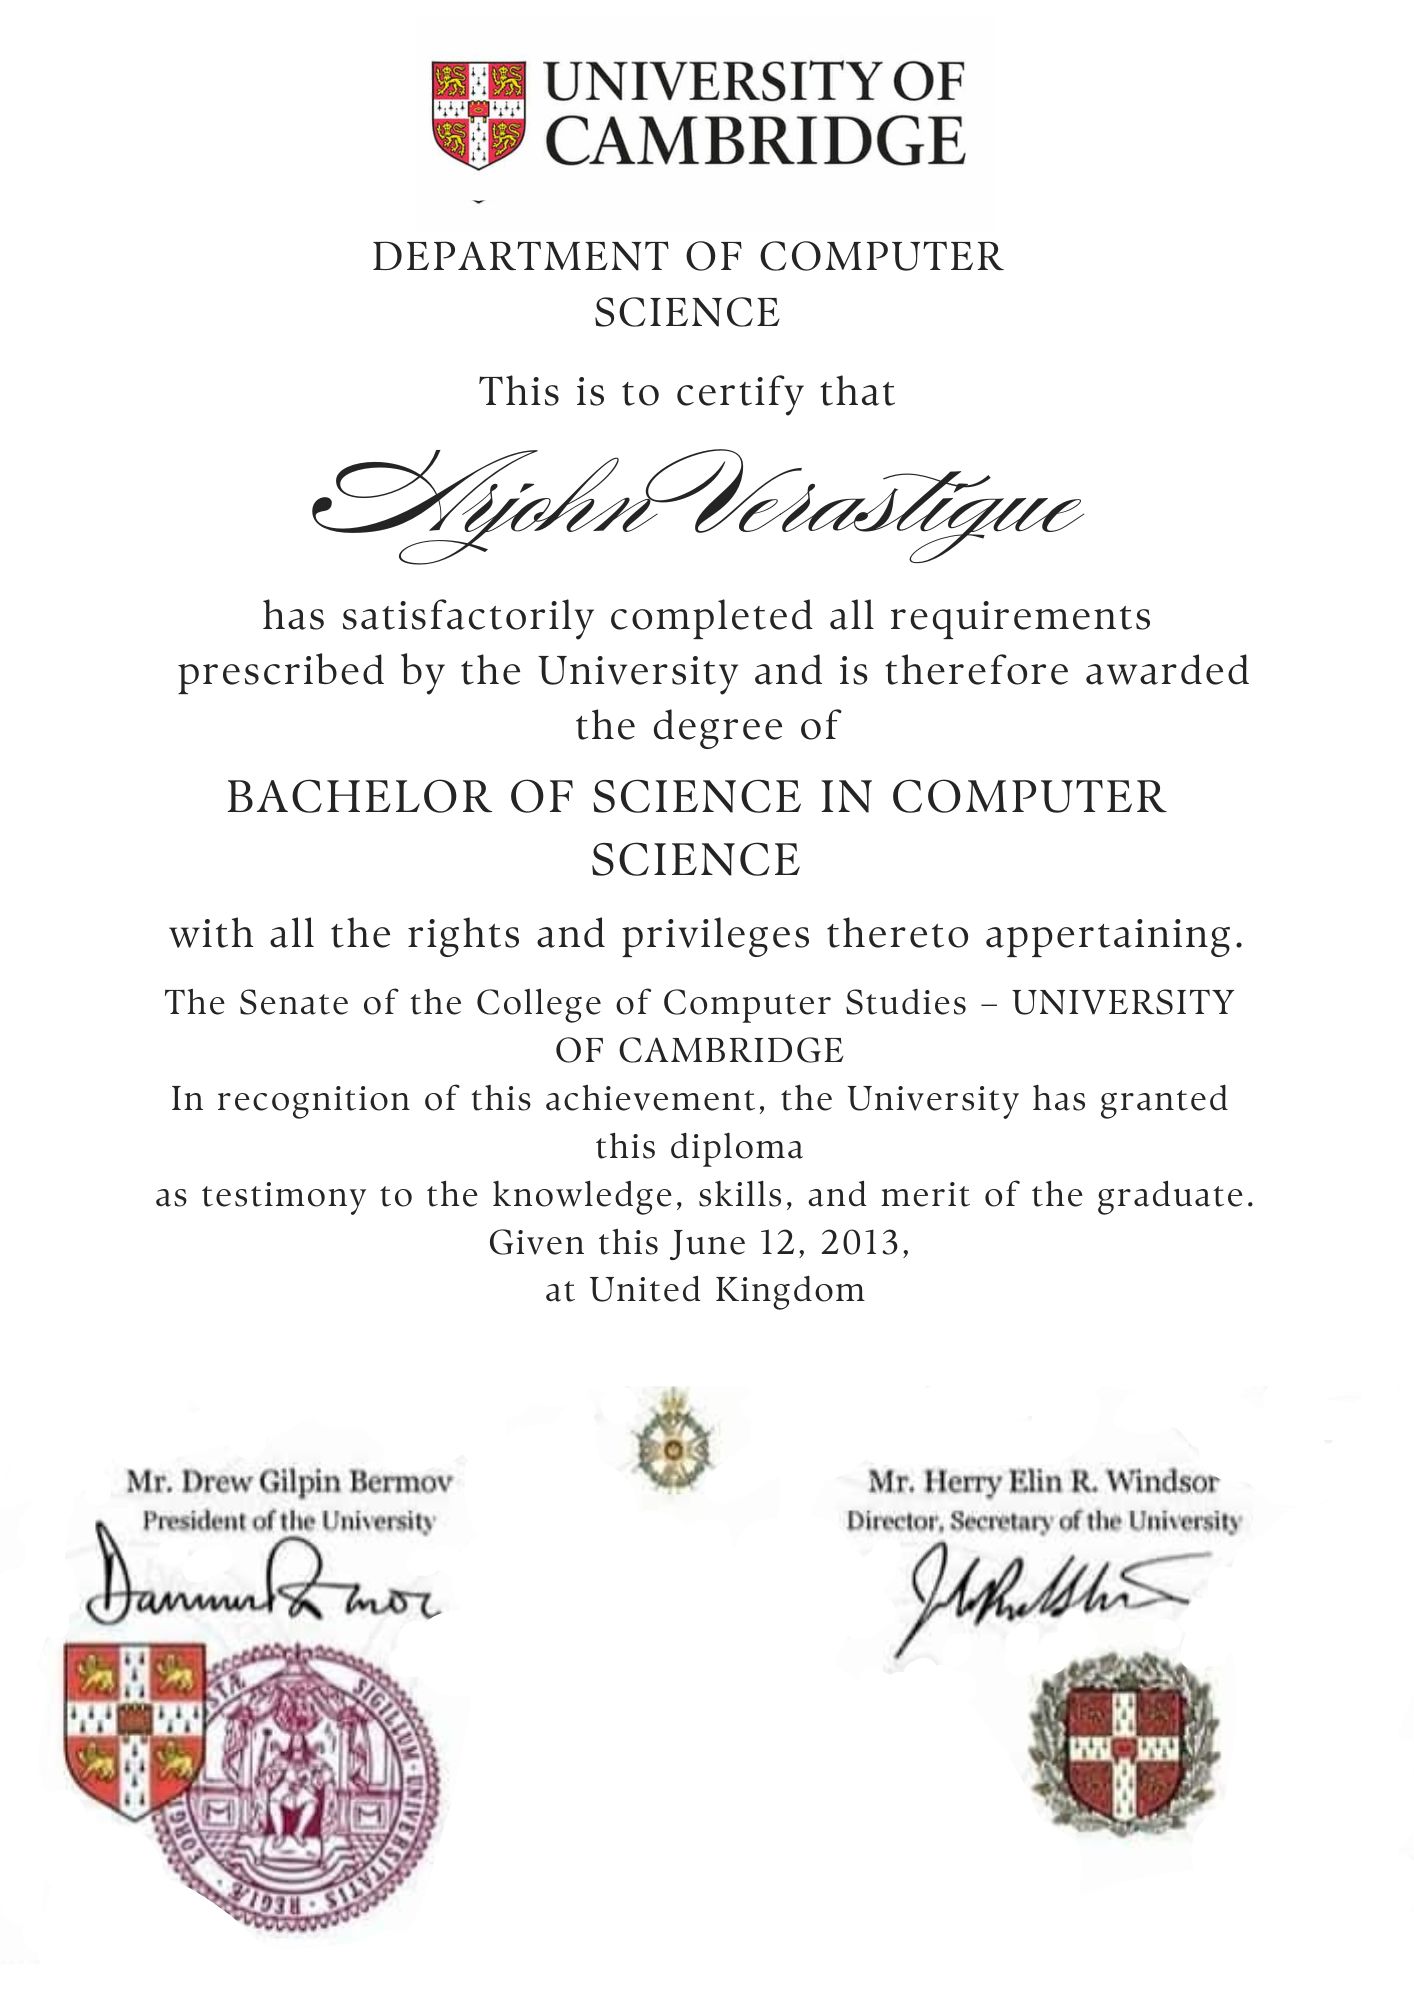 UNIVERSITY OF
CAMBRIDGE
DEPARTMENT OF COMPUTER
SCIENCE
This is to certify that
Arjohn Verastigue
has satisfactorily completed all requirements
prescribed by the University and is therefore awarded
the degree of
BACHELOR OF SCIENCE IN COMPUTER
SCIENCE
with all the rights and privileges thereto appertaining.
The Senate of the College of Computer Studies – UNIVERSITY
OF CAMBRIDGE
In recognition of this achievement, the University has granted
this diploma
as testimony to the knowledge, skills, and merit of the graduate.
Given this June 12, 2013,
at United Kingdom
Mr. Drew Gilpin Bermov
President of the University
Mr. Herry Elin R. Windsor
Director, Secretary of the University
SIGILLUM · UNIVERSITATIS · REGIÆ ·